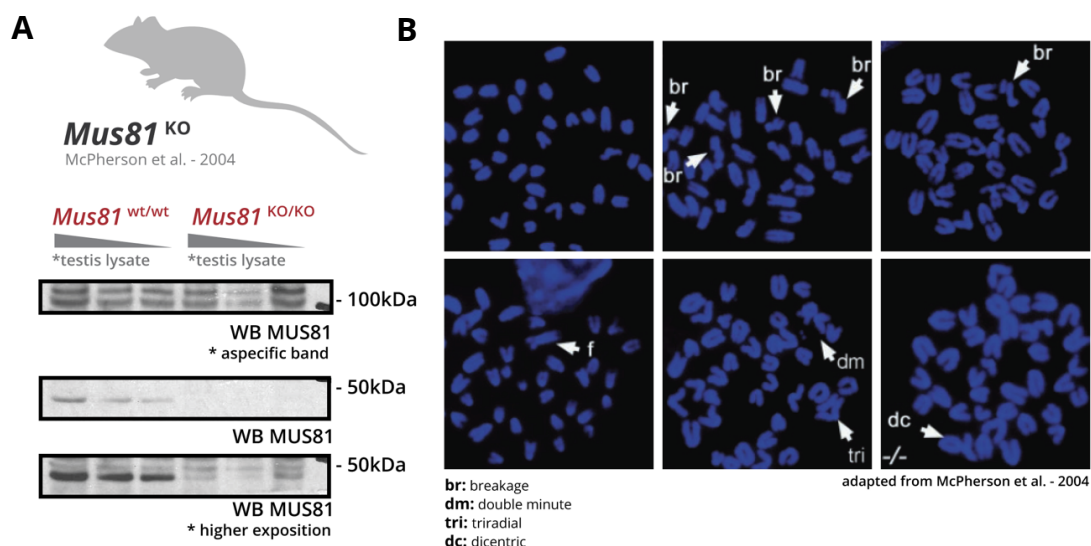 A
Mus81 KO
McPherson et al. - 2004
Mus81 wt/wt Mus81 KO/KO
*testis lysate *testis lysate
- 100kDa
WB MUS81
* aspecific band
- 50kDa
WB MUS81
- 50kDa
WB MUS81
* higher exposition
B
br
br
br
br
br
f
dm
tri
dc
-/-
adapted from McPherson et al. - 2004
br: breakage
dm: double minute
tri: triradial
dc: dicentric